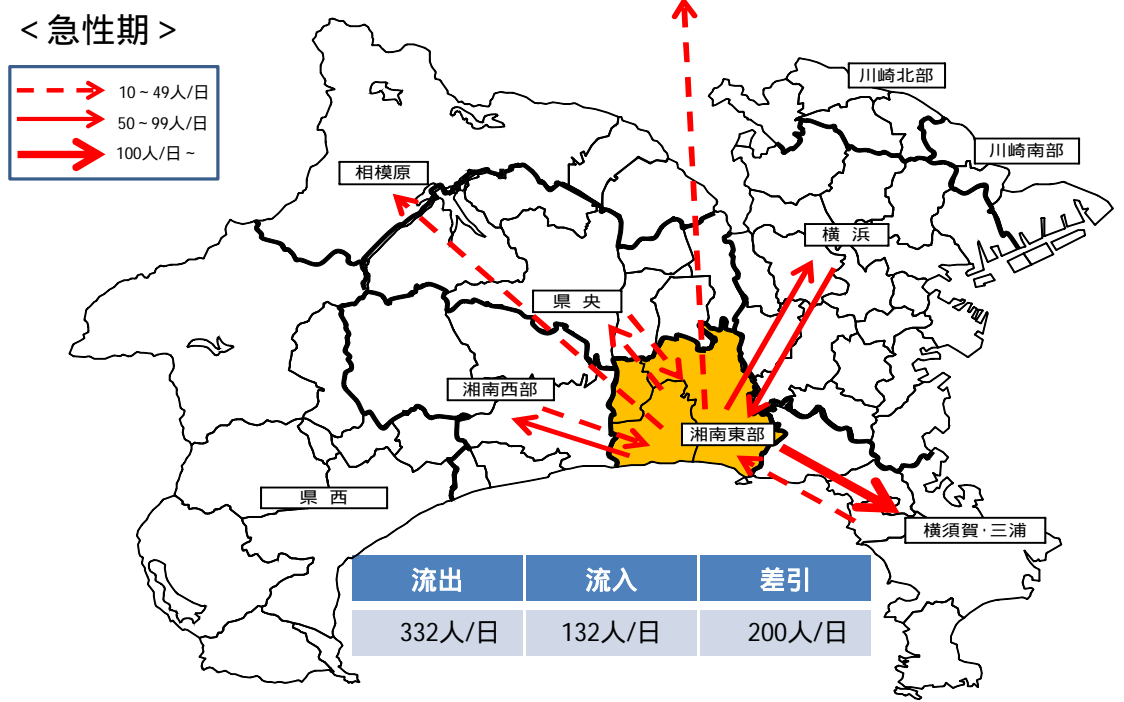 <急性期>
10~49人/日
50~99人/日
100人/日~
川崎北部
川崎南部
相模原
横 浜
県 央
湘南西部
湘南東部
県 西
横須賀･三浦
流出 流入 差引
332人/日 132人/日 200人/日